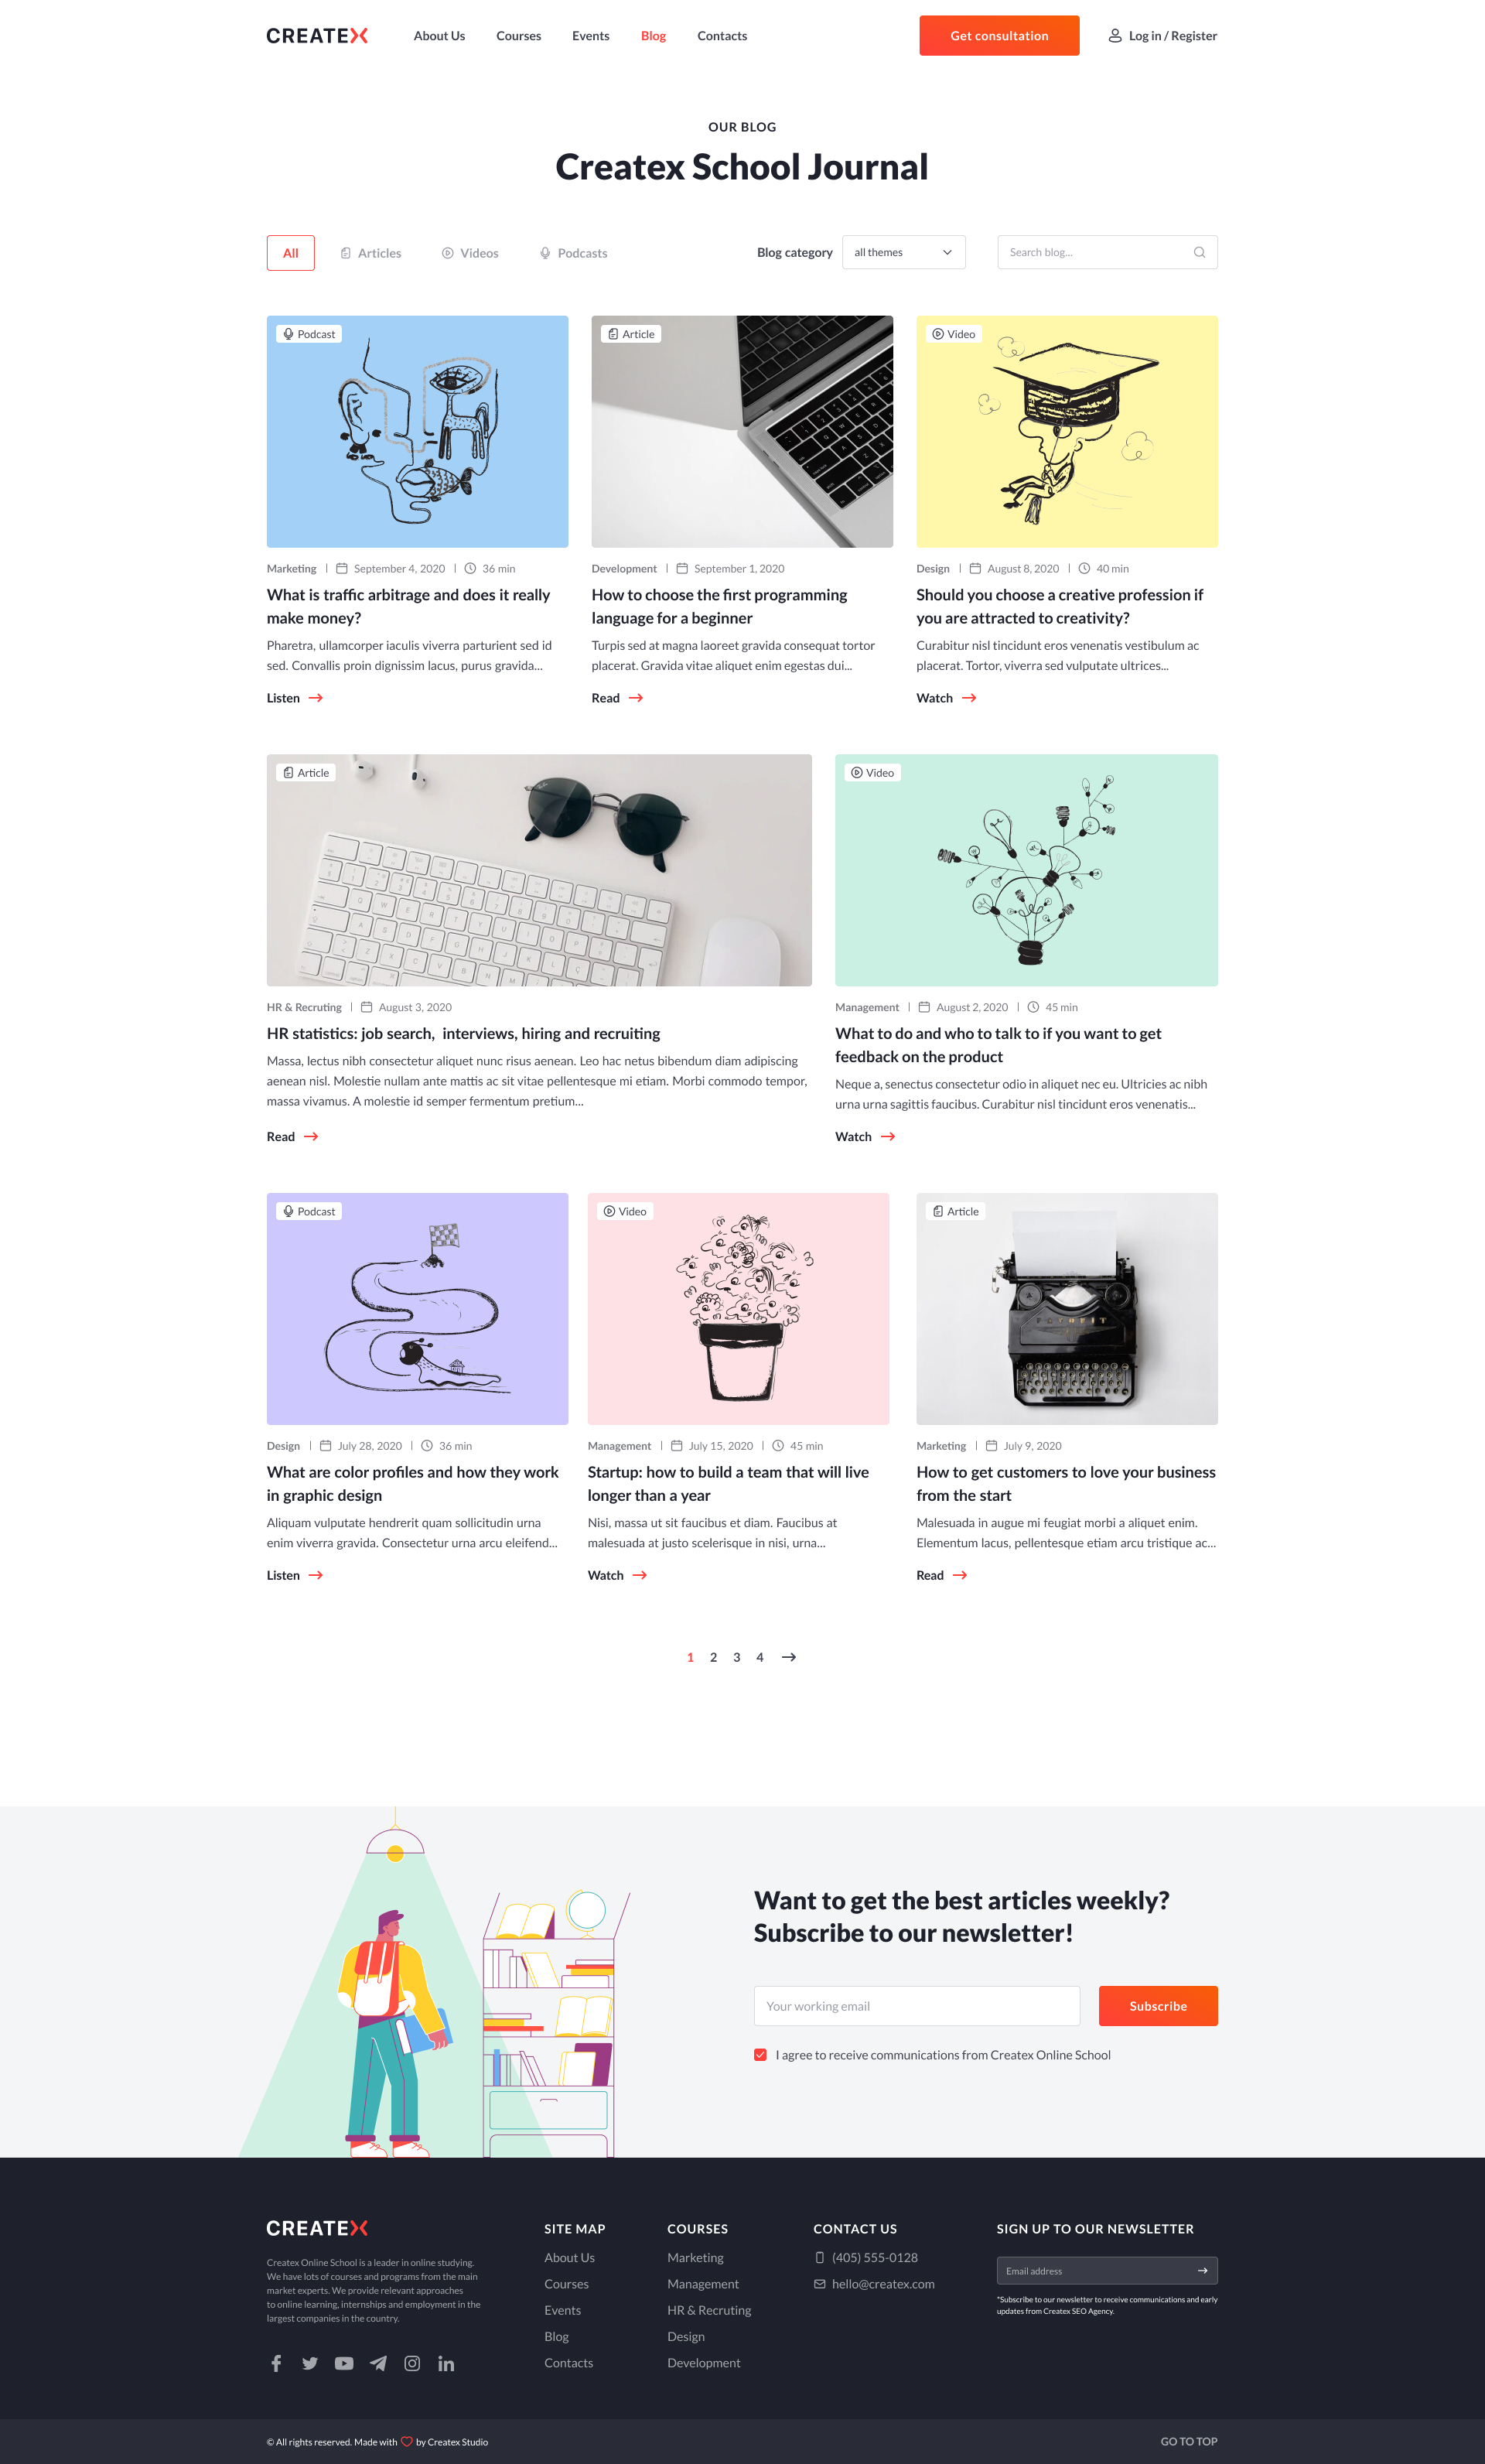 CREATEX
About Us
Courses
Events
Blog
Contacts
Get consultation
Log in / Register
OUR BLOG
Createx School Journal
All
Articles
Videos
Podcasts
Blog category
all themes
Search blog...
Podcast
Marketing
September 4, 2020
36 min
What is traffic arbitrage and does it really
make money?
Pharetra, ullamcorper iaculis viverra parturient sed id
sed. Convallis proin dignissim lacus, purus gravida...
Listen
Article
Development
September 1, 2020
How to choose the first programming
language for a beginner
Turpis sed at magna laoreet gravida consequat tortor
placerat. Gravida vitae aliquet enim egestas dui...
Read
Video
Design
August 8, 2020
40 min
Should you choose a creative profession if
you are attracted to creativity?
Curabitur nisl tincidunt eros venenatis vestibulum ac
placerat. Tortor, viverra sed vulputate ultrices...
Watch
Article
HR & Recruting
August 3, 2020
HR statistics: job search,  interviews, hiring and recruiting
Massa, lectus nibh consectetur aliquet nunc risus aenean. Leo hac netus bibendum diam adipiscing
aenean nisl. Molestie nullam ante mattis ac sit vitae pellentesque mi etiam. Morbi commodo tempor,
massa vivamus. A molestie id semper fermentum pretium...
Read
Video
Management
August 2, 2020
45 min
What to do and who to talk to if you want to get
feedback on the product
Neque a, senectus consectetur odio in aliquet nec eu. Ultricies ac nibh
urna urna sagittis faucibus. Curabitur nisl tincidunt eros venenatis...
Watch
Podcast
Design
July 28, 2020
36 min
What are color profiles and how they work
in graphic design
Aliquam vulputate hendrerit quam sollicitudin urna
enim viverra gravida. Consectetur urna arcu eleifend...
Listen
Video
Management
July 15, 2020
45 min
Startup: how to build a team that will live
longer than a year
Nisi, massa ut sit faucibus et diam. Faucibus at
malesuada at justo scelerisque in nisi, urna...
Watch
Article
Marketing
July 9, 2020
How to get customers to love your business
from the start
Malesuada in augue mi feugiat morbi a aliquet enim.
Elementum lacus, pellentesque etiam arcu tristique ac...
Read
1 2 3 4
Want to get the best articles weekly?
Subscribe to our newsletter!
Your working email
Subscribe
I agree to receive communications from Createx Online School
CREATEX
Createx Online School is a leader in online studying.
We have lots of courses and programs from the main
market experts. We provide relevant approaches
to online learning, internships and employment in the
largest companies in the country.
SITE MAP
About Us
Courses
Events
Blog
Contacts
COURSES
Marketing
Management
HR & Recruting
Design
Development
CONTACT US
(405) 555-0128
hello@createx.com
SIGN UP TO OUR NEWSLETTER
Email address
*Subscribe to our newsletter to receive communications and early
updates from Createx SEO Agency.
© All rights reserved. Made with
by Createx Studio
GO TO TOP